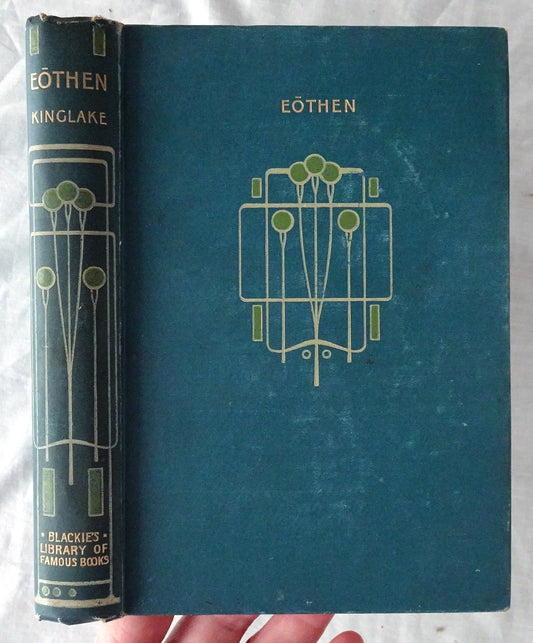 EŌTHEN
KINGLAKE
• BLACKIE'S •
LIBRARY OF
FAMOUS BOOKS
EŌTHEN